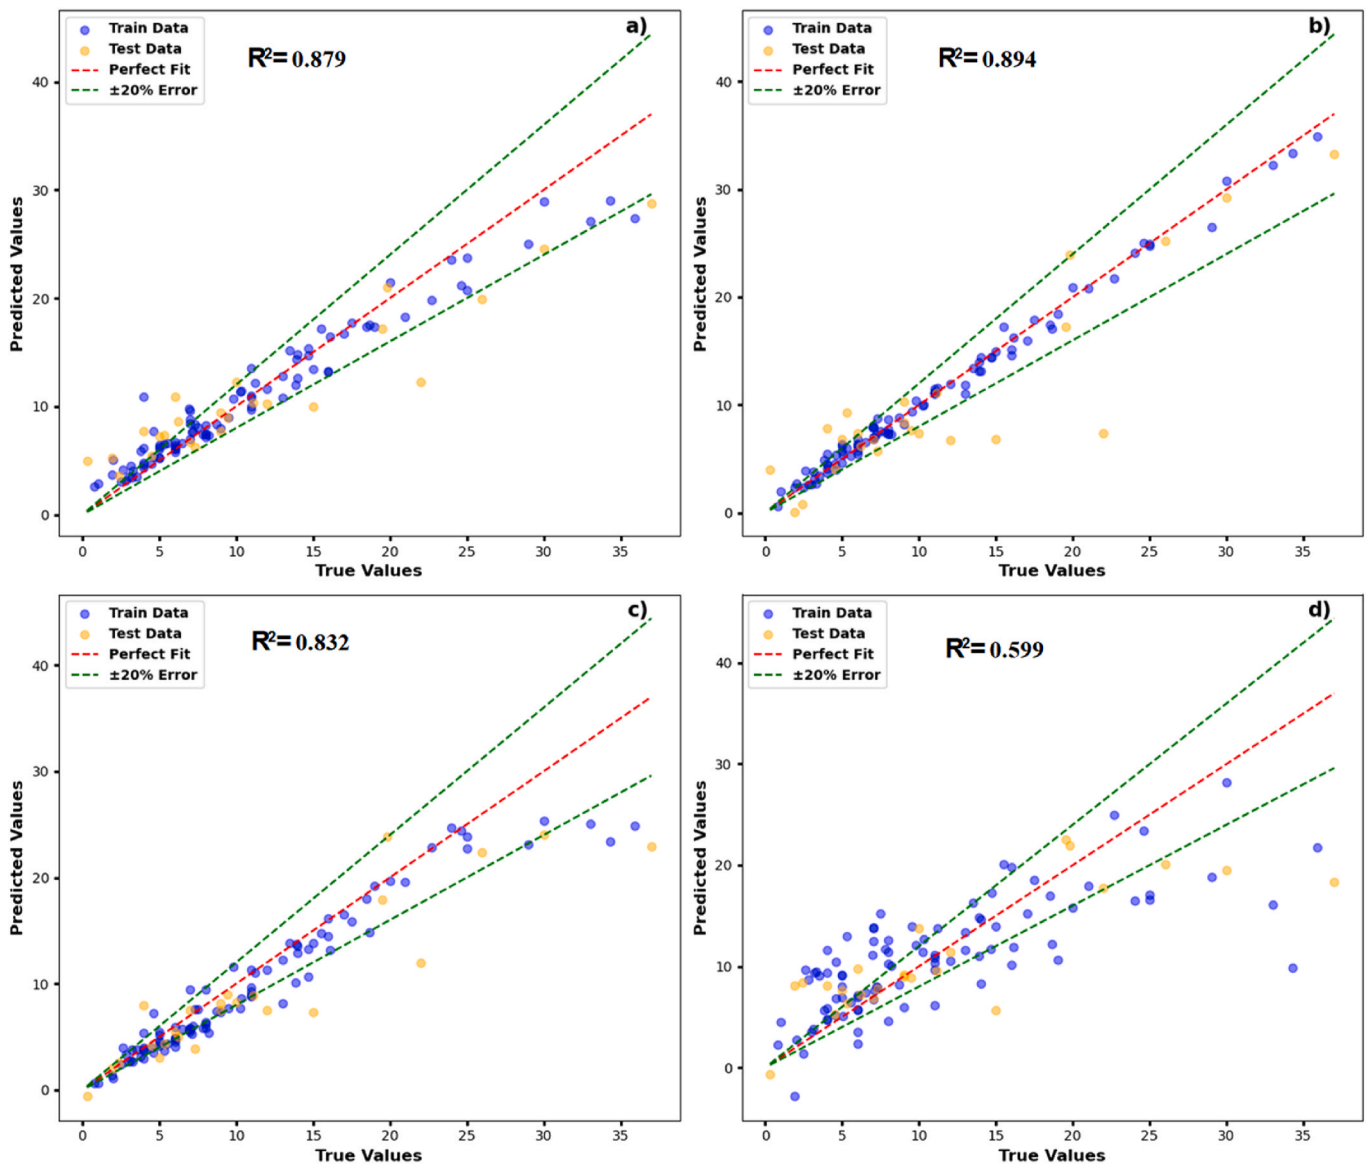 Train Data
Test Data
Perfect Fit
±20% Error
R²= 0.879
a)
40
30
20
10
0
0 5 10 15 20 25 30 35
Predicted Values
True Values
Train Data
Test Data
Perfect Fit
±20% Error
R²= 0.894
b)
40
30
20
10
0
0 5 10 15 20 25 30 35
Predicted Values
True Values
Train Data
Test Data
Perfect Fit
±20% Error
R²= 0.832
c)
40
30
20
10
0
0 5 10 15 20 25 30 35
Predicted Values
True Values
Train Data
Test Data
Perfect Fit
±20% Error
R²= 0.599
d)
40
30
20
10
0
0 5 10 15 20 25 30 35
Predicted Values
True Values